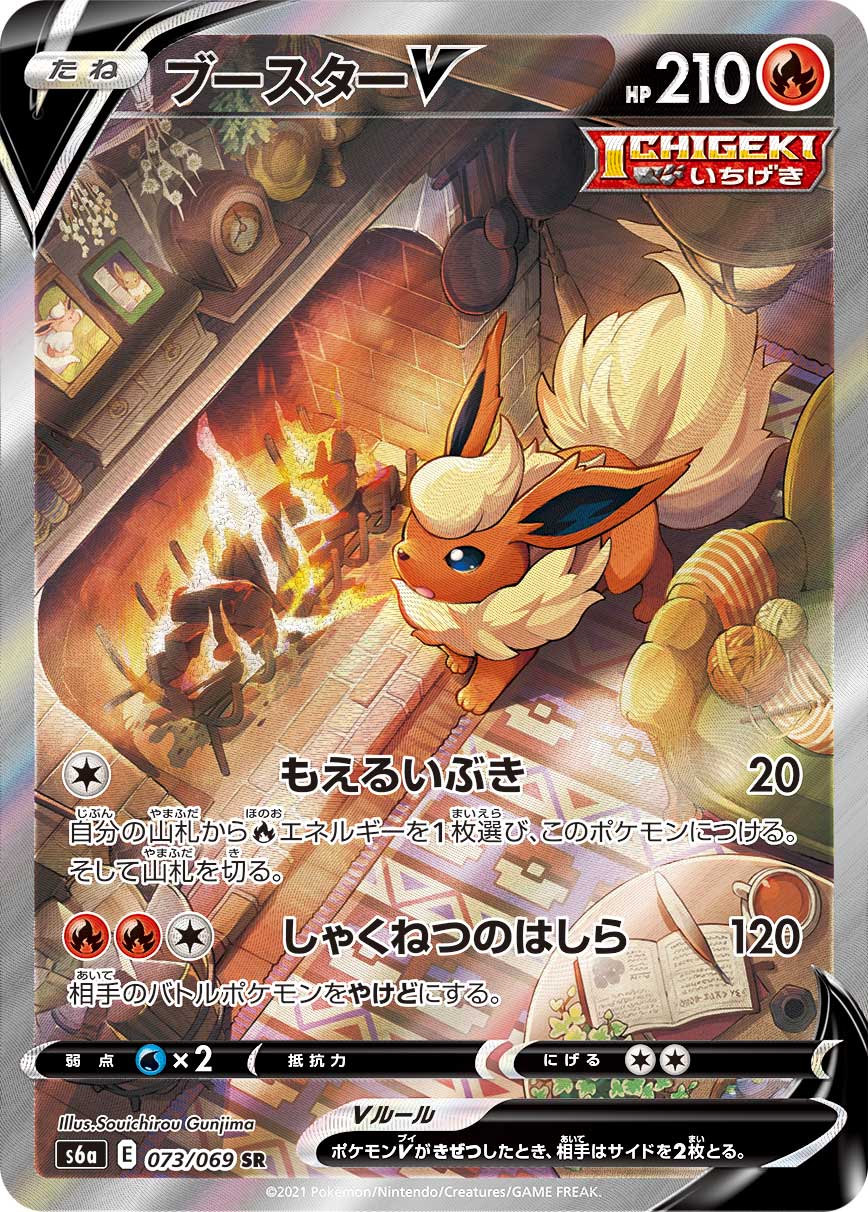 たね ブースターV HP 210
ICHIGEKI
いちげき
もえるいぶき 20
自分の山札からエネルギーを1枚選び、このポケモンにつける。
そして山札を切る。
しゃくねつのはしら 120
相手のバトルポケモンをやけどにする。
弱点 ×2 抵抗力 にげる
Illus.Souichirou Gunjima
Vルール
ポケモンVがきぜつしたとき、相手はサイドを2枚とる。
s6a E 073/069 SR
©2021 Pokémon/Nintendo/Creatures/GAME FREAK.